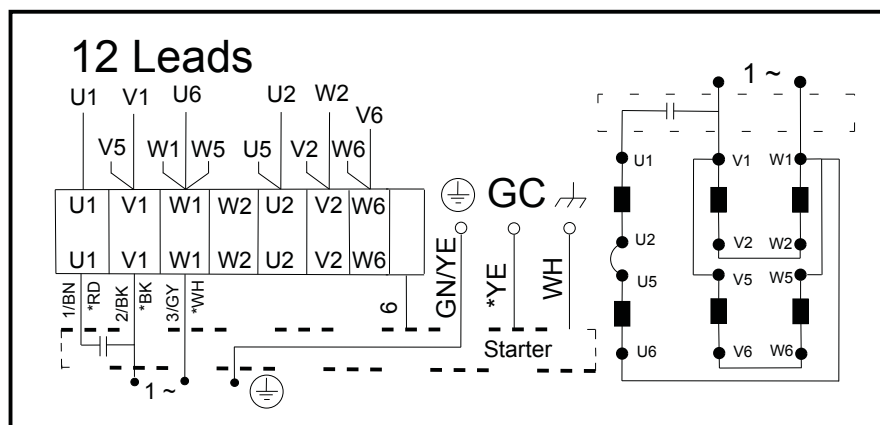 12 Leads
U1 V1 U6 U2 W2 V6
V5 W1 W5 U5 V2 W6
U1 V1 W1 W2 U2 V2 W6
U1 V1 W1 W2 U2 V2 W6
1/BN *RD 2/BK *BK 3/GY *WH 6
GC
GN/YE *YE WH
Starter
1 ~
1 ~
U1 V1 W1
U2 V2 W2
U5 V5 W5
U6 V6 W6